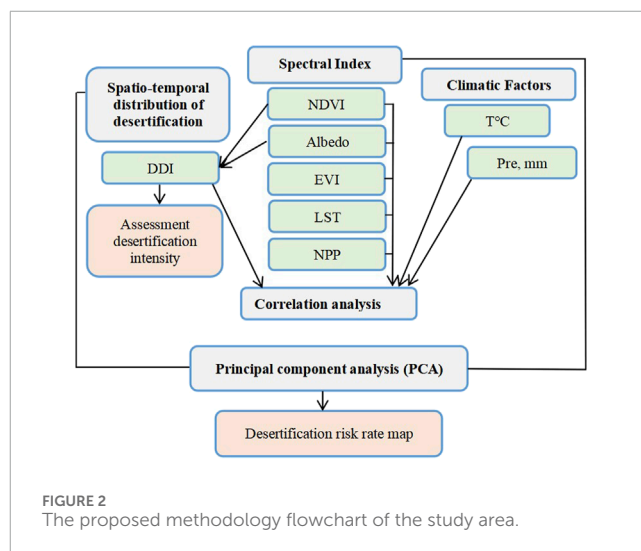 Spectral Index
Spatio-temporal
distribution of
desertification
Climatic Factors
NDVI
T°C
Albedo
DDI
Pre, mm
EVI
Assessment
desertification
intensity
LST
NPP
Correlation analysis
Principal component analysis (PCA)
Desertification risk rate map
FIGURE 2
The proposed methodology flowchart of the study area.